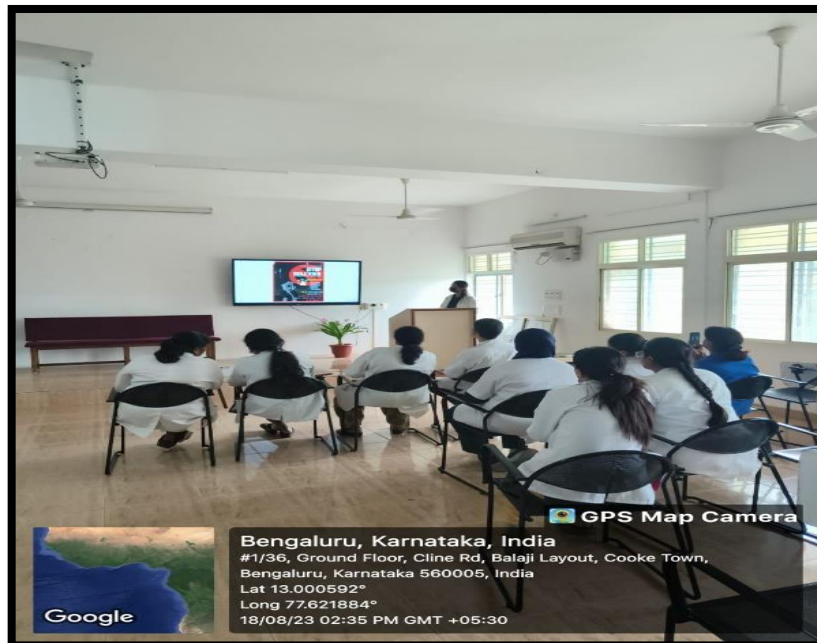 GPS Map Camera
Bengaluru, Karnataka, India
#1/36, Ground Floor, Cline Rd, Balaji Layout, Cooke Town,
Bengaluru, Karnataka 560005, India
Lat 13.000592°
Long 77.621884°
18/08/23 02:35 PM GMT +05:30
Google